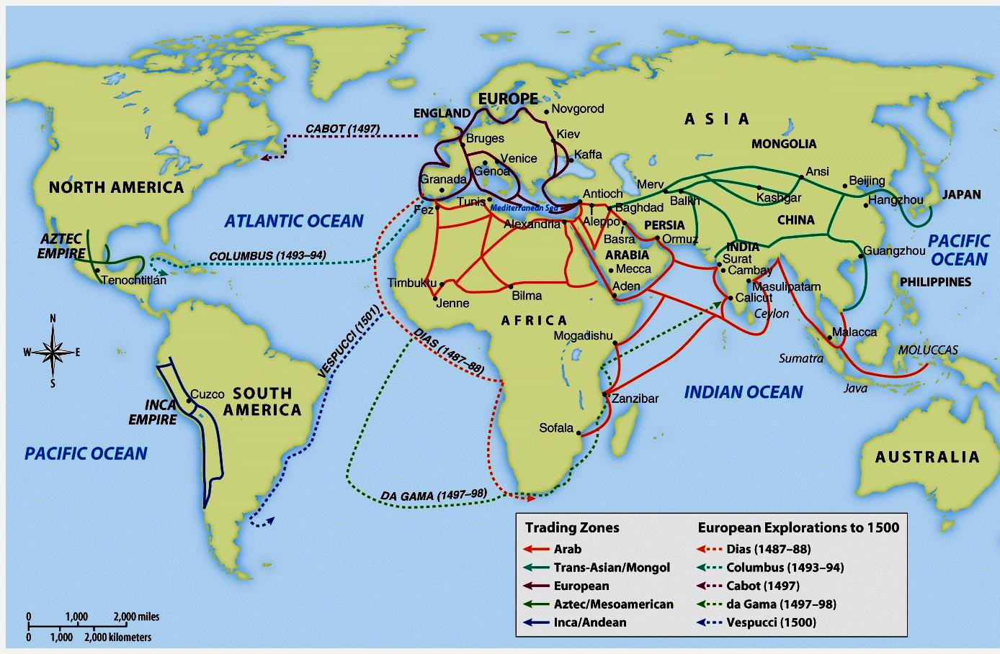 EUROPE
Novgorod
ENGLAND
ASIA
CABOT (1497)
Bruges
Kiev
MONGOLIA
Venice
Kaffa
Genoa
Ansi
NORTH AMERICA
Granada
Merv
Beijing
Antioch
Balkh
Kashgar
Hangzhou
JAPAN
Fez
Tunis
Mediterranean Sea
Baghdad
ATLANTIC OCEAN
Alexandria
Aleppo
PERSIA
CHINA
AZTEC
EMPIRE
Basra
Ormuz
PACIFIC
OCEAN
COLUMBUS (1493–94)
ARABIA
INDIA
Surat
Guangzhou
Tenochtitlán
Mecca
Cambay
Timbuktu
Bilma
Aden
Masulipatam
PHILIPPINES
Jenne
Calicut
AFRICA
Ceylon
N
W
E
S
VESPUCCI (1501)
DIAS (1487–88)
Mogadishu
Malacca
Sumatra
MOLUCCAS
Cuzco
SOUTH
AMERICA
INCA
EMPIRE
Zanzibar
INDIAN OCEAN
Java
Sofala
PACIFIC OCEAN
AUSTRALIA
DA GAMA (1497–98)
Trading Zones
Arab
Trans-Asian/Mongol
European
Aztec/Mesoamerican
Inca/Andean
European Explorations to 1500
Dias (1487–88)
Columbus (1493–94)
Cabot (1497)
da Gama (1497–98)
Vespucci (1500)
0 1,000 2,000 miles
0 1,000 2,000 kilometers